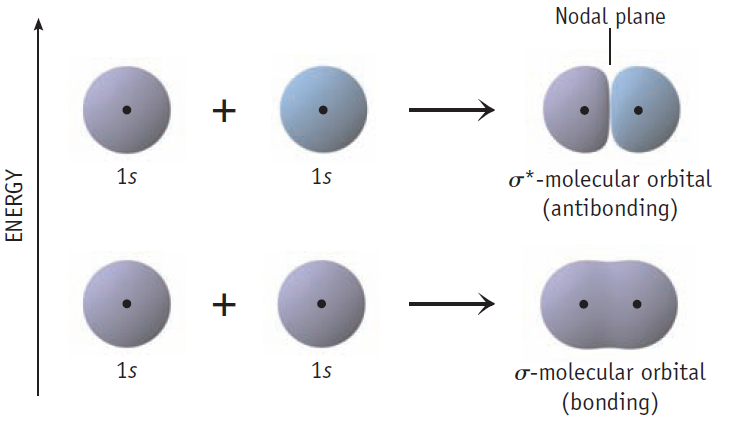 Nodal plane
ENERGY
+
1s
1s
σ*-molecular orbital
(antibonding)
+
1s
1s
σ-molecular orbital
(bonding)